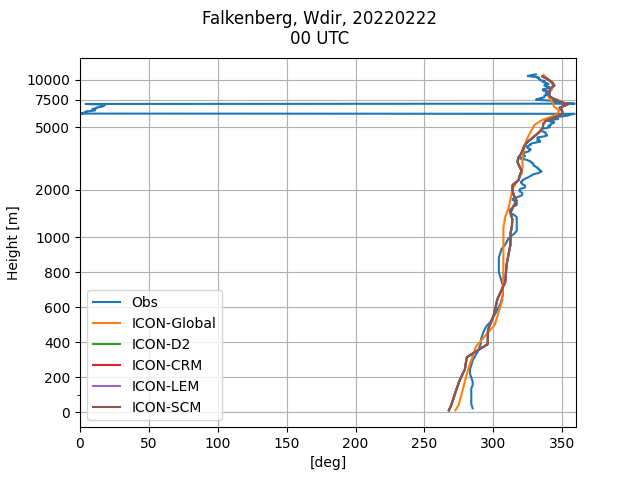 Falkenberg, Wdir, 20220222
00 UTC
10000
7500
5000
2000
1000
800
600
400
200
0
Height [m]
Obs
ICON-Global
ICON-D2
ICON-CRM
ICON-LEM
ICON-SCM
0 50 100 150 200 250 300 350
[deg]